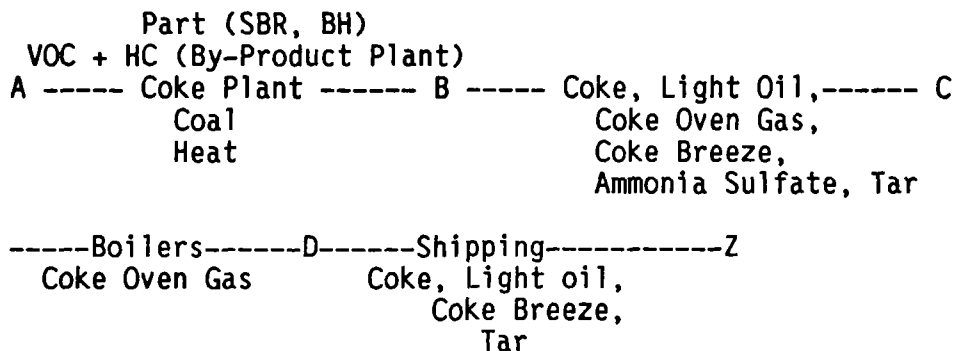 Part (SBR, BH)
VOC + HC (By-Product Plant)
A ----- Coke Plant ------ B ----- Coke, Light Oil,------ C
Coal Coke Oven Gas,
Heat Coke Breeze,
Ammonia Sulfate, Tar
-----Boilers------D------Shipping-----------Z
Coke Oven Gas Coke, Light oil,
Coke Breeze,
Tar